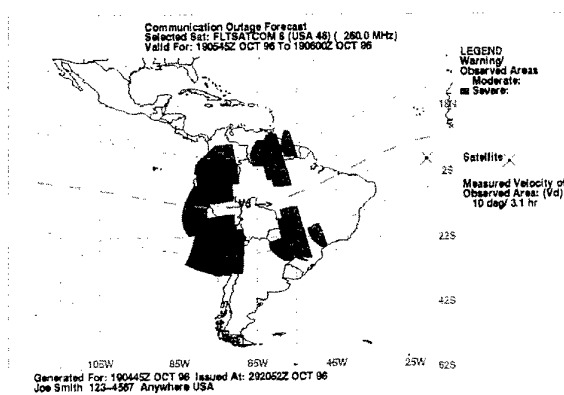 Communication Outage Forecast
Selected Sat: FLTSATCOM 8 (USA 46) ( 260.0 MHz)
Valid For: 190545Z OCT 96 To 190600Z OCT 96
LEGEND
Warning/
Observed Areas
Moderate:
Severe:
18N
Satellite
2S
Measured Velocity of
Observed Area: (Vd)
10 deg/ 3.1 hr
Vd
22S
42S
105W 85W 65W 45W 25W 62S
Generated For: 190445Z OCT 96 Issued At: 292052Z OCT 96
Joe Smith 123-4567 Anywhere USA